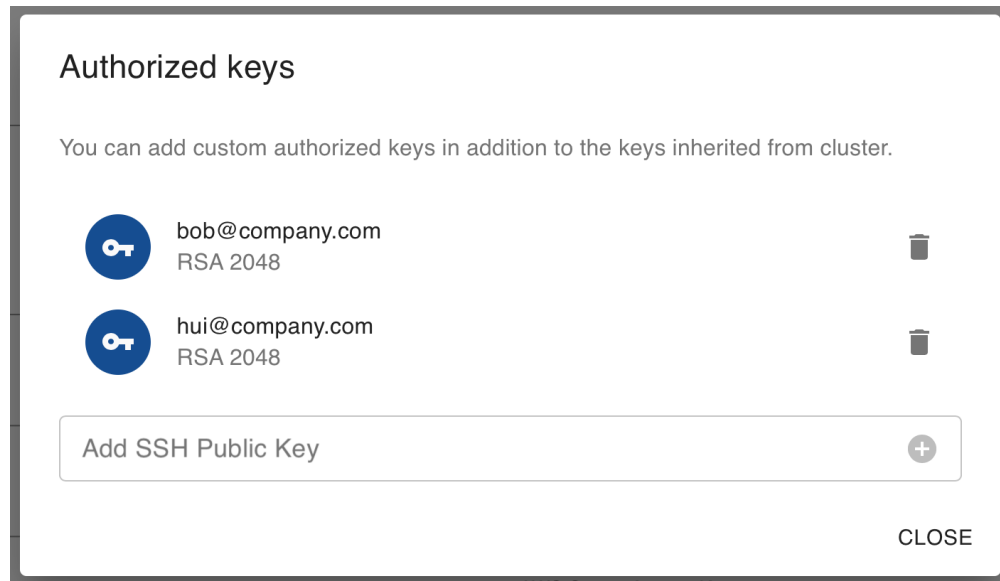 Authorized keys
You can add custom authorized keys in addition to the keys inherited from cluster.
bob@company.com
RSA 2048
hui@company.com
RSA 2048
Add SSH Public Key
CLOSE